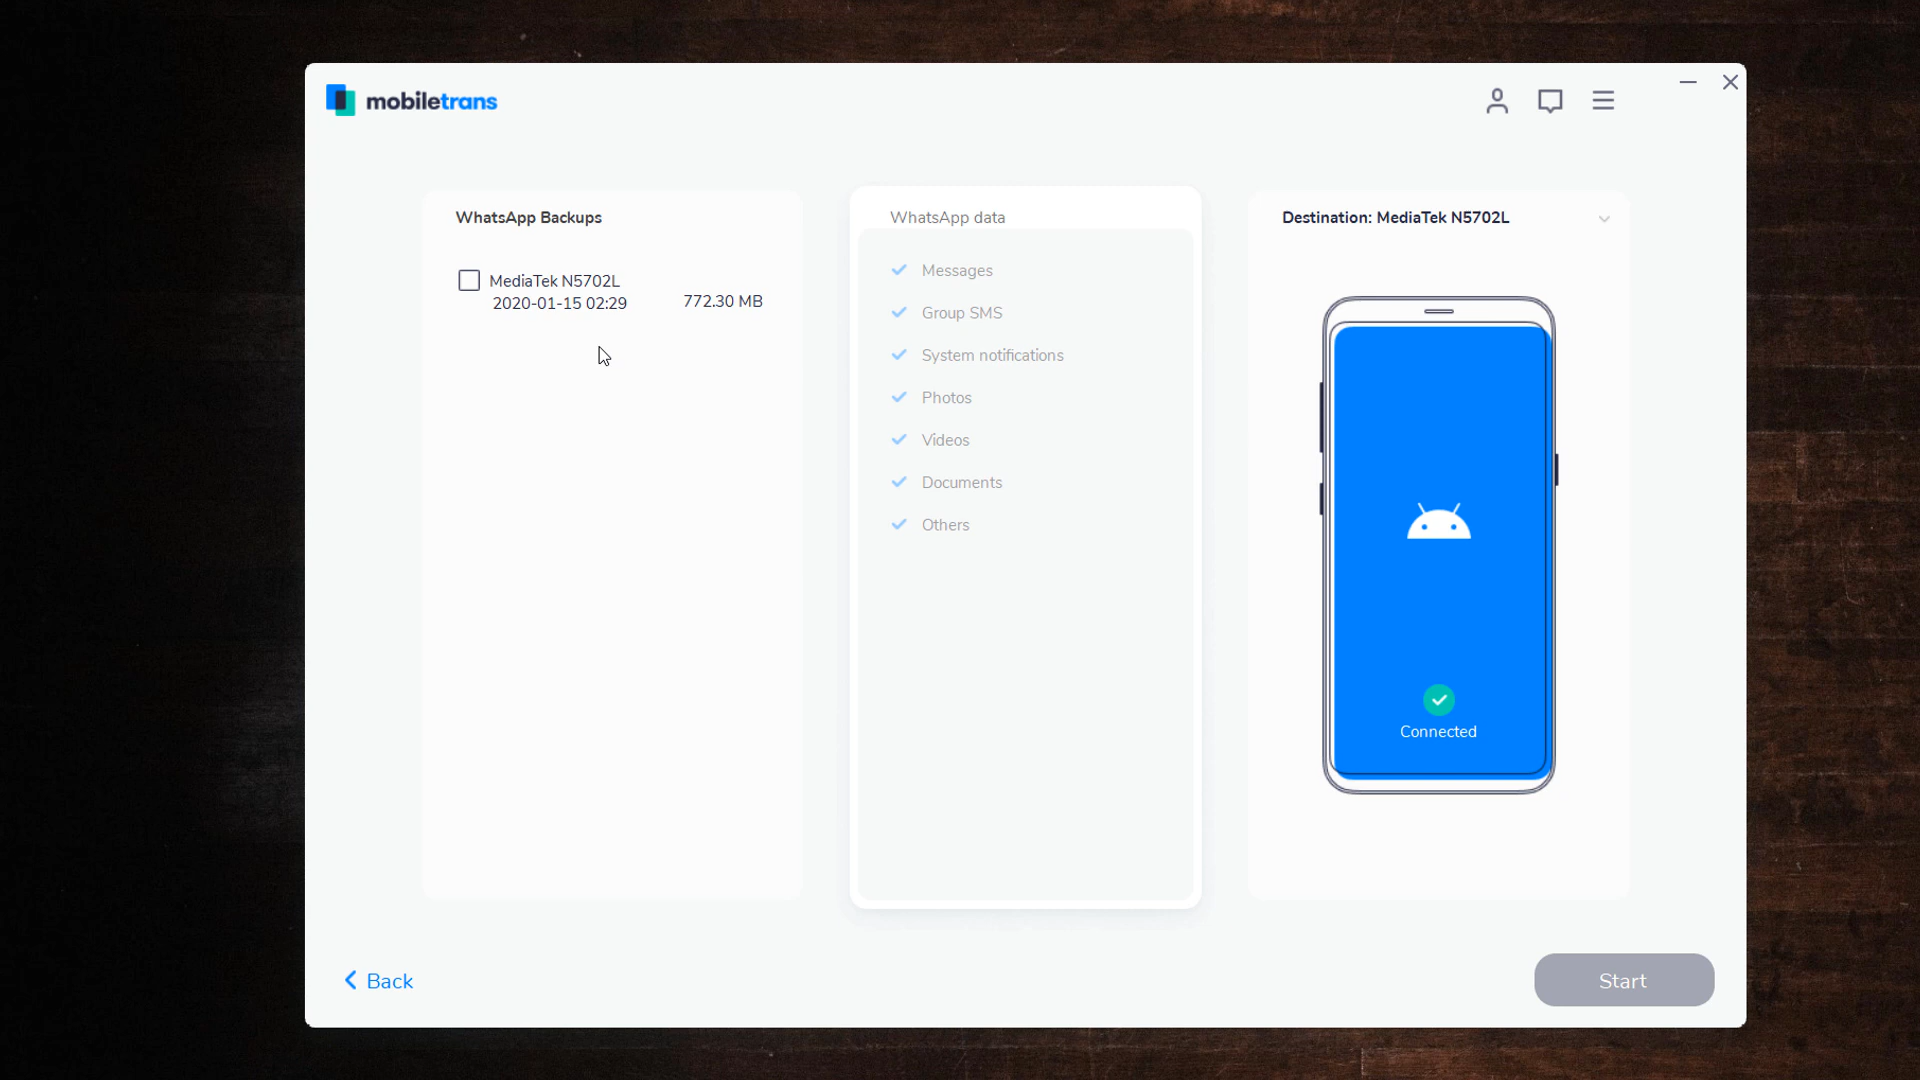 mobiletrans
WhatsApp Backups
MediaTek N5702L
2020-01-15 02:29
772.30 MB
WhatsApp data
Messages
Group SMS
System notifications
Photos
Videos
Documents
Others
Destination: MediaTek N5702L
Connected
Back
Start